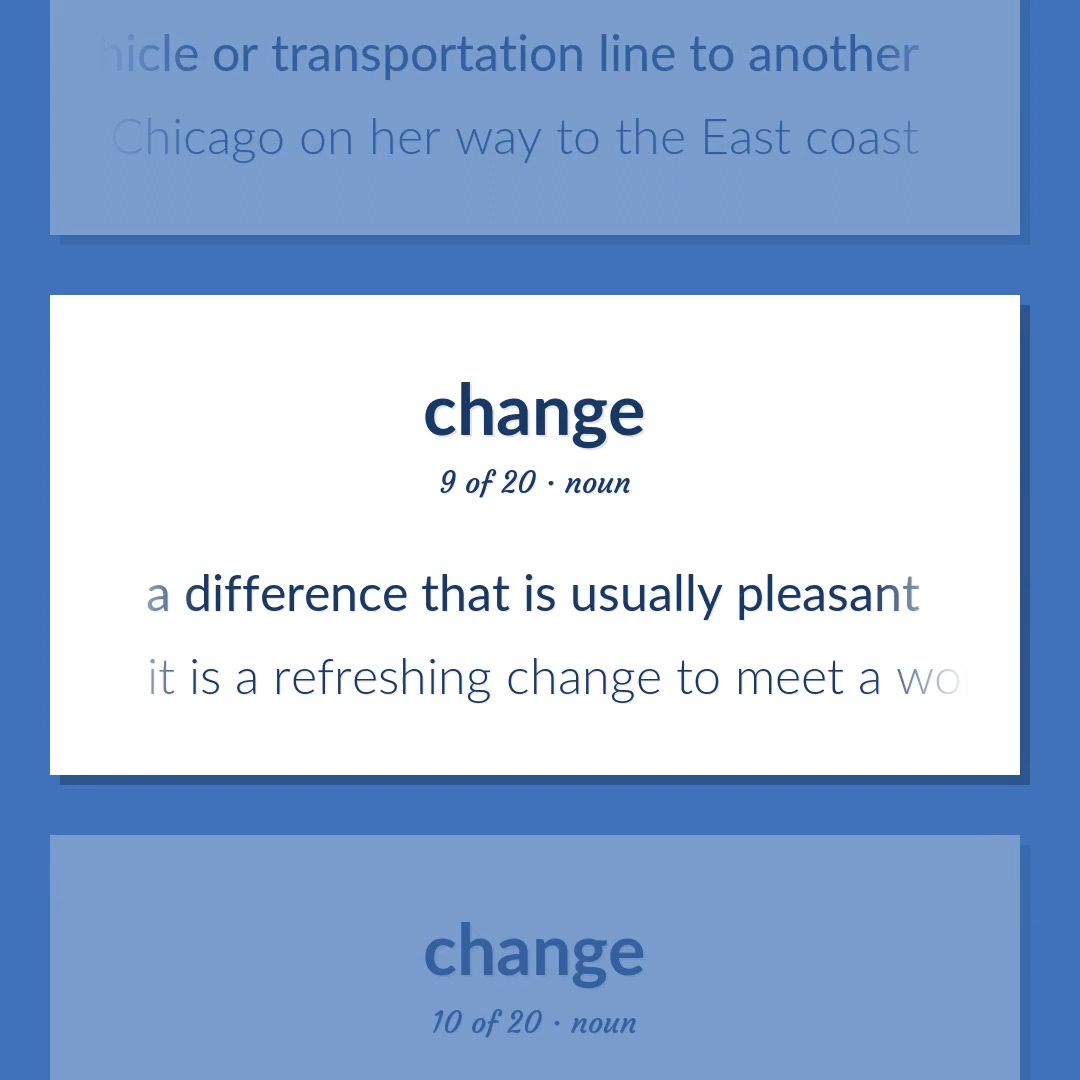 or transportation line to another
Chicago on her way to the East coast
change
9 of 20 · noun
a difference that is usually pleasant
it is a refreshing change to meet a
change
10 of 20 · noun